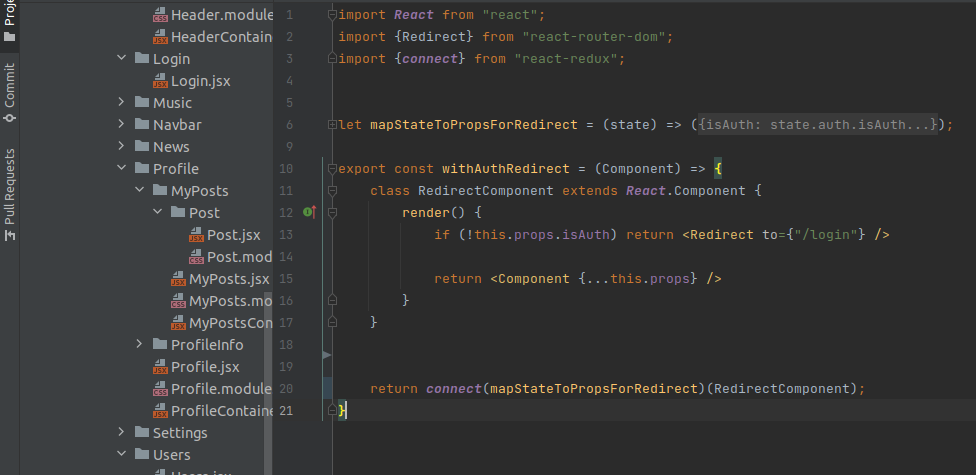 Proje
Commit
Pull Requests
Header.module
HeaderContaine
Login
Login.jsx
Music
Navbar
News
Profile
MyPosts
Post
Post.jsx
Post.mod
MyPosts.jsx
MyPosts.mo
MyPostsCon
ProfileInfo
Profile.jsx
Profile.module
ProfileContaine
Settings
Users
Users.jsx
1 import React from "react";
2 import {Redirect} from "react-router-dom";
3 import {connect} from "react-redux";
4
5
6 let mapStateToPropsForRedirect = (state) => ({isAuth: state.auth.isAuth...});
9
10 export const withAuthRedirect = (Component) => {
11 class RedirectComponent extends React.Component {
12 render() {
13 if (!this.props.isAuth) return <Redirect to={"/login"} />
14
15 return <Component {...this.props} />
16 }
17 }
18
19
20 return connect(mapStateToPropsForRedirect)(RedirectComponent);
21 }